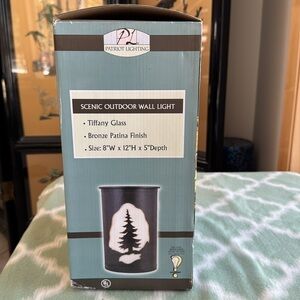 PL
PATRIOT LIGHTING
SCENIC OUTDOOR WALL LIGHT
• Tiffany Glass
• Bronze Patina Finish
• Size: 8"W x 12"H x 5"Depth